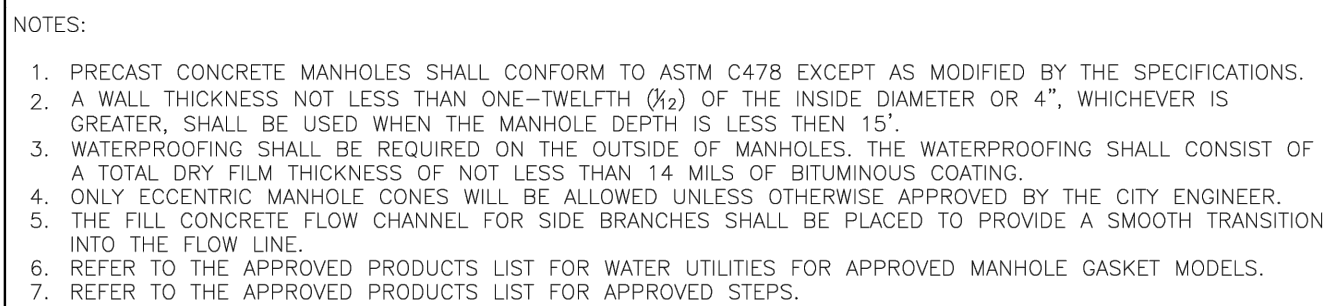 NOTES:
1. PRECAST CONCRETE MANHOLES SHALL CONFORM TO ASTM C478 EXCEPT AS MODIFIED BY THE SPECIFICATIONS.
2. A WALL THICKNESS NOT LESS THAN ONE-TWELFTH (1/12) OF THE INSIDE DIAMETER OR 4", WHICHEVER IS
GREATER, SHALL BE USED WHEN THE MANHOLE DEPTH IS LESS THEN 15'.
3. WATERPROOFING SHALL BE REQUIRED ON THE OUTSIDE OF MANHOLES. THE WATERPROOFING SHALL CONSIST OF
A TOTAL DRY FILM THICKNESS OF NOT LESS THAN 14 MILS OF BITUMINOUS COATING.
4. ONLY ECCENTRIC MANHOLE CONES WILL BE ALLOWED UNLESS OTHERWISE APPROVED BY THE CITY ENGINEER.
5. THE FILL CONCRETE FLOW CHANNEL FOR SIDE BRANCHES SHALL BE PLACED TO PROVIDE A SMOOTH TRANSITION
INTO THE FLOW LINE.
6. REFER TO THE APPROVED PRODUCTS LIST FOR WATER UTILITIES FOR APPROVED MANHOLE GASKET MODELS.
7. REFER TO THE APPROVED PRODUCTS LIST FOR APPROVED STEPS.